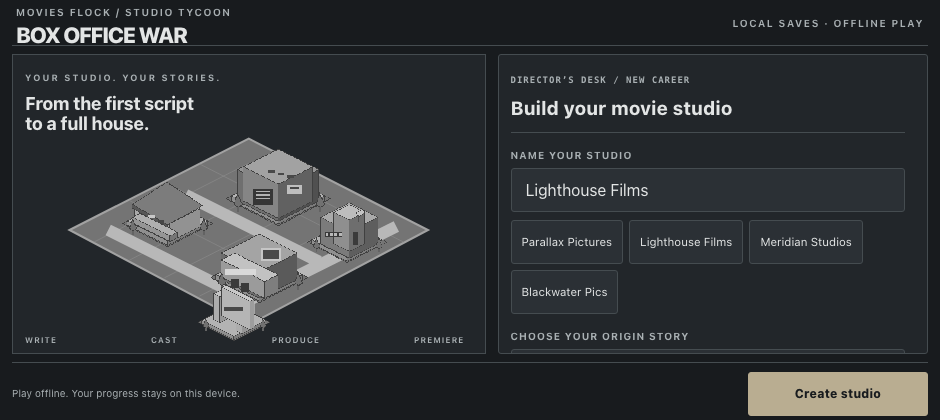 MOVIES FLOCK / STUDIO TYCOON
BOX OFFICE WAR
LOCAL SAVES · OFFLINE PLAY
YOUR STUDIO. YOUR STORIES.
From the first script
to a full house.
WRITE
CAST
PRODUCE
PREMIERE
DIRECTOR'S DESK / NEW CAREER
Build your movie studio
NAME YOUR STUDIO
Lighthouse Films
Parallax Pictures
Lighthouse Films
Meridian Studios
Blackwater Pics
CHOOSE YOUR ORIGIN STORY
Play offline. Your progress stays on this device.
Create studio